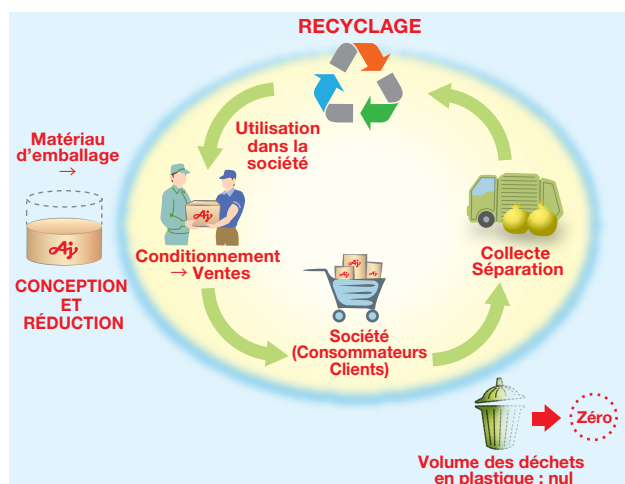 RECYCLAGE
Utilisation
dans la
société
Matériau
d'emballage
→
Aj
CONCEPTION
ET
RÉDUCTION
Aj
Conditionnement
→ Ventes
Aj
Aj
Aj
Société
(Consommateurs
Clients)
Collecte
Séparation
Zéro
Volume des déchets
en plastique : nul